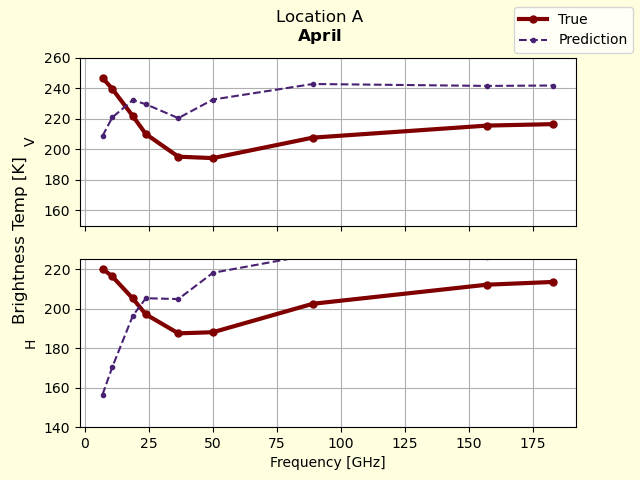 Location A
April
True
Prediction
Brightness Temp [K]
V
260
240
220
200
180
160
H
220
200
180
160
140
0 25 50 75 100 125 150 175
Frequency [GHz]